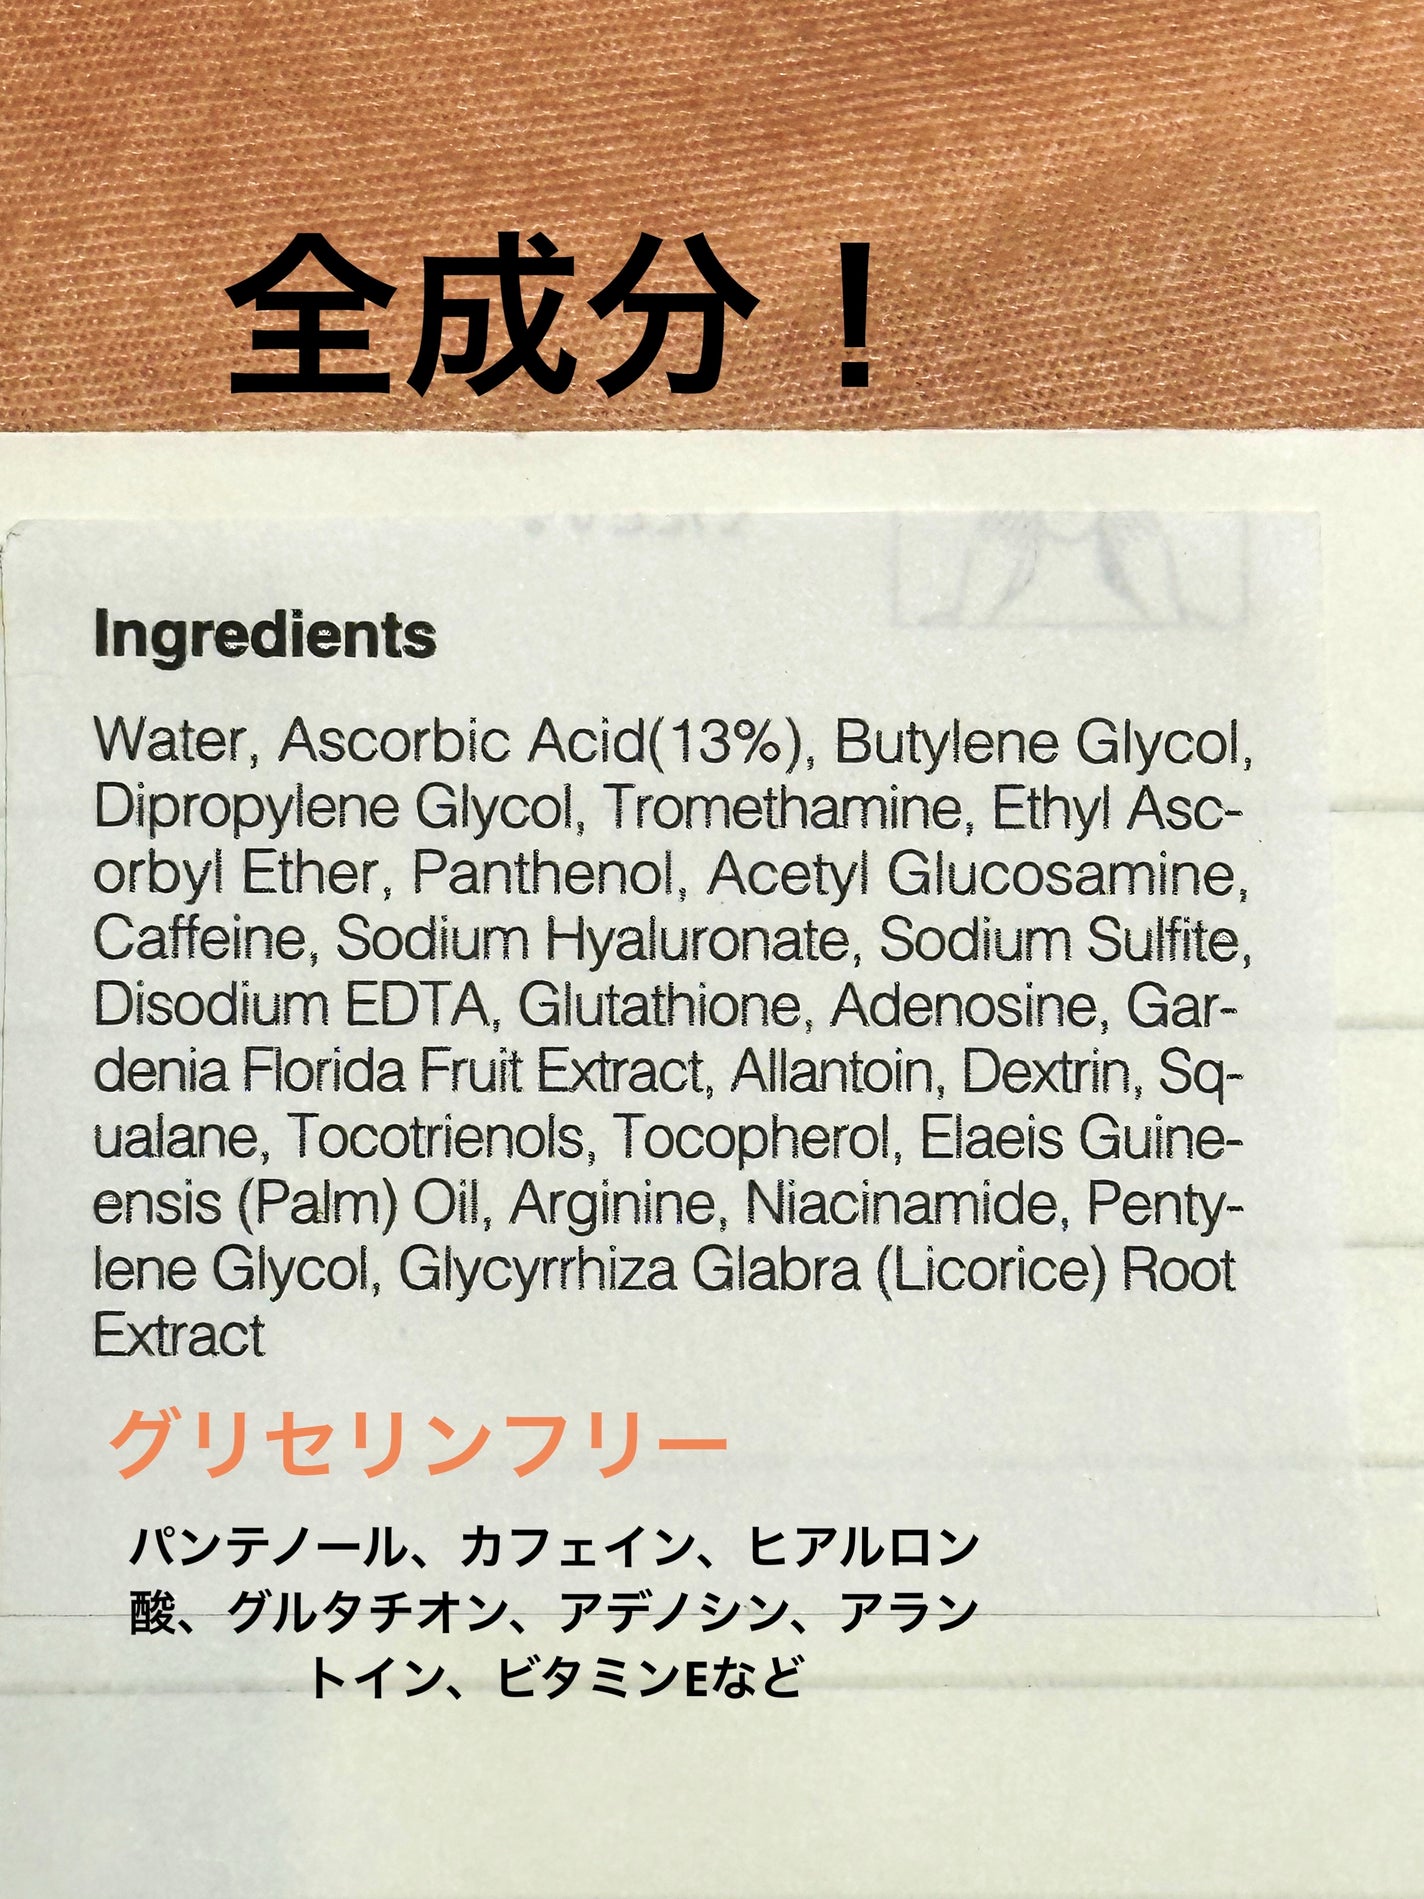 全成分！
Ingredients
Water, Ascorbic Acid(13%), Butylene Glycol,
Dipropylene Glycol, Tromethamine, Ethyl Asc-
orbyl Ether, Panthenol, Acetyl Glucosamine,
Caffeine, Sodium Hyaluronate, Sodium Sulfite,
Disodium EDTA, Glutathione, Adenosine, Gar-
denia Florida Fruit Extract, Allantoin, Dextrin, Sq-
ualane, Tocotrienols, Tocopherol, Elaeis Guine-
ensis (Palm) Oil, Arginine, Niacinamide, Penty-
lene Glycol, Glycyrrhiza Glabra (Licorice) Root
Extract
グリセリンフリー
パンテノール、カフェイン、ヒアルロン
酸、グルタチオン、アデノシン、アラン
トイン、ビタミンEなど